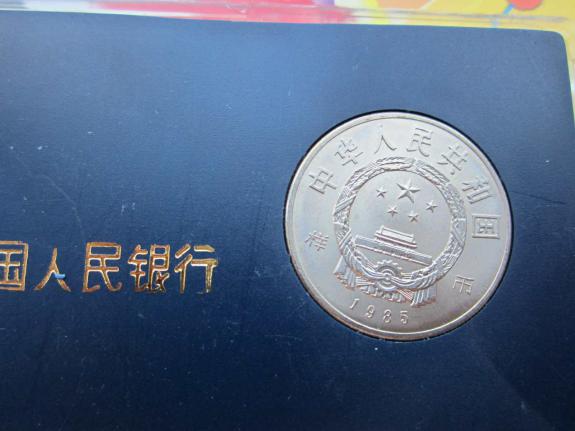 国人民银行
中华人民共和国
样 币
1985